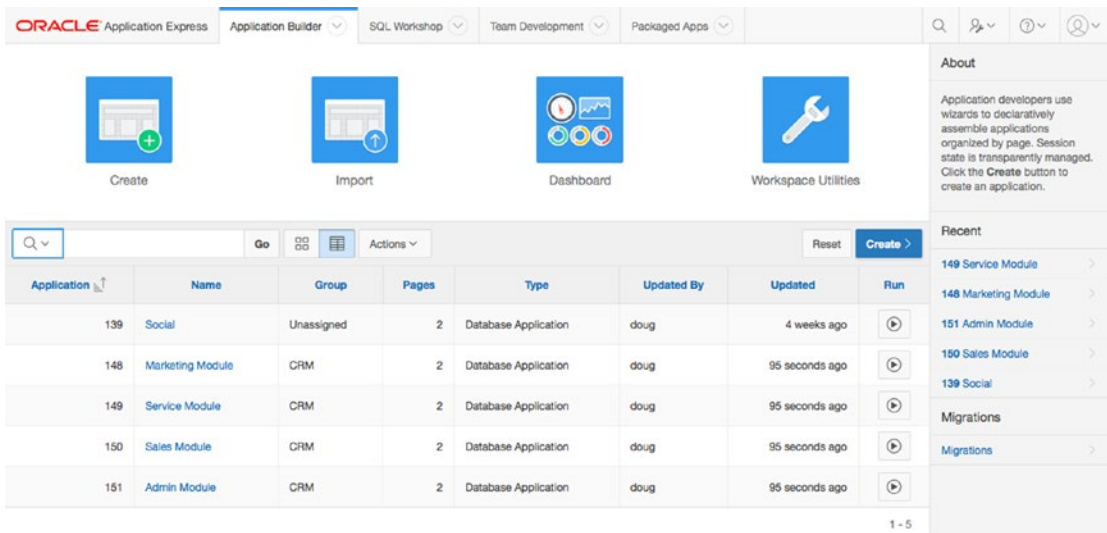 ORACLE Application Express Application Builder SQL Workshop Team Development Packaged Apps
Create Import Dashboard Workspace Utilities
Go Actions Reset Create
Application Name Group Pages Type Updated By Updated Run
139 Social Unassigned 2 Database Application doug 4 weeks ago
148 Marketing Module CRM 2 Database Application doug 95 seconds ago
149 Service Module CRM 2 Database Application doug 95 seconds ago
150 Sales Module CRM 2 Database Application doug 95 seconds ago
151 Admin Module CRM 2 Database Application doug 95 seconds ago
1 - 5
About
Application developers use
wizards to declaratively
assemble applications
organized by page. Session
state is transparently managed.
Click the Create button to
create an application.
Recent
149 Service Module
148 Marketing Module
151 Admin Module
150 Sales Module
139 Social
Migrations
Migrations